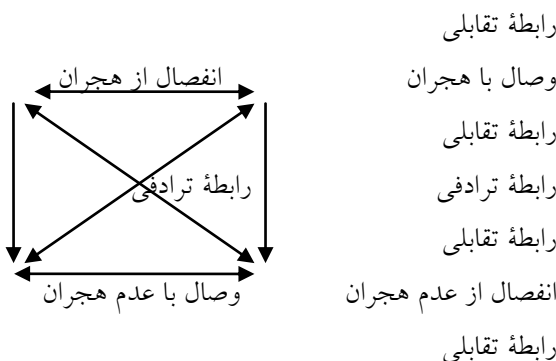 رابطهٔ تقابلی
وصال با هجران انفصال از هجران
رابطهٔ تقابلی
رابطهٔ ترادفی رابطهٔ ترادفی
رابطهٔ تقابلی
انفصال از عدم هجران وصال با عدم هجران
رابطهٔ تقابلی